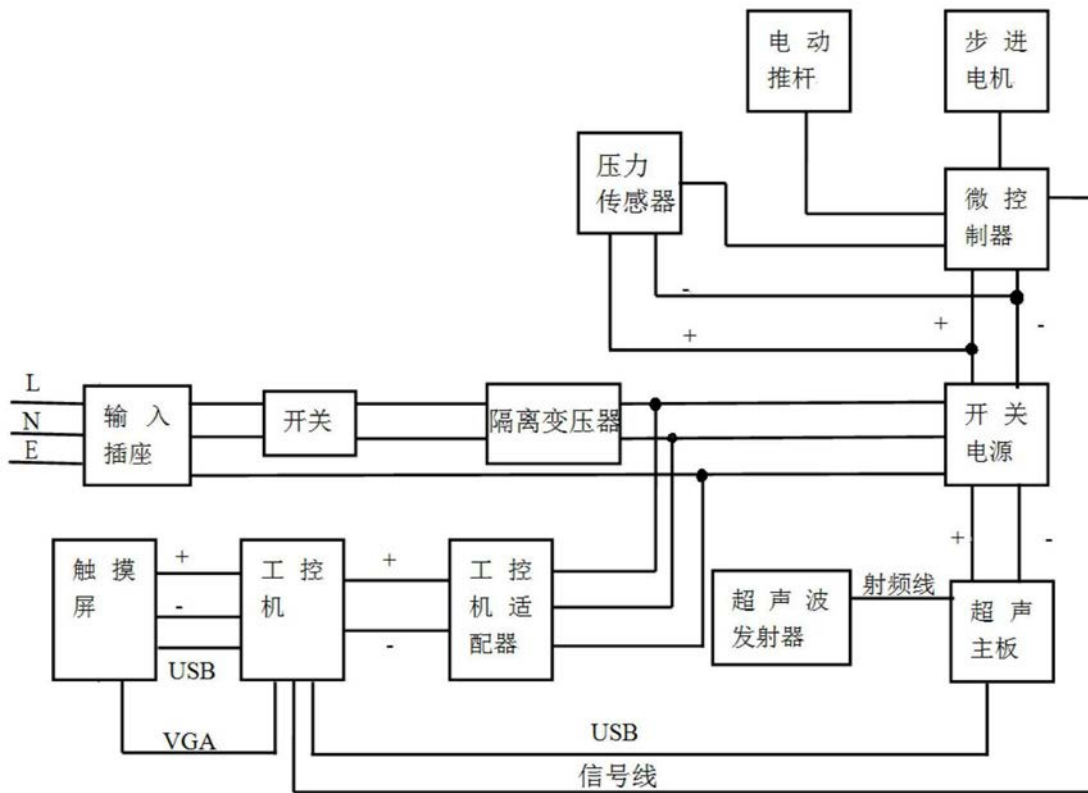 电动
推杆
步进
电机
压力
传感器
微控
制器
-
+
+
-
L
N
E
输入
插座
开关
隔离变压器
开关
电源
+
-
触摸
屏
+
-
USB
工控
机
+
-
工控
机适
配器
超声波
发射器
射频线
超声
主板
VGA
USB
信号线